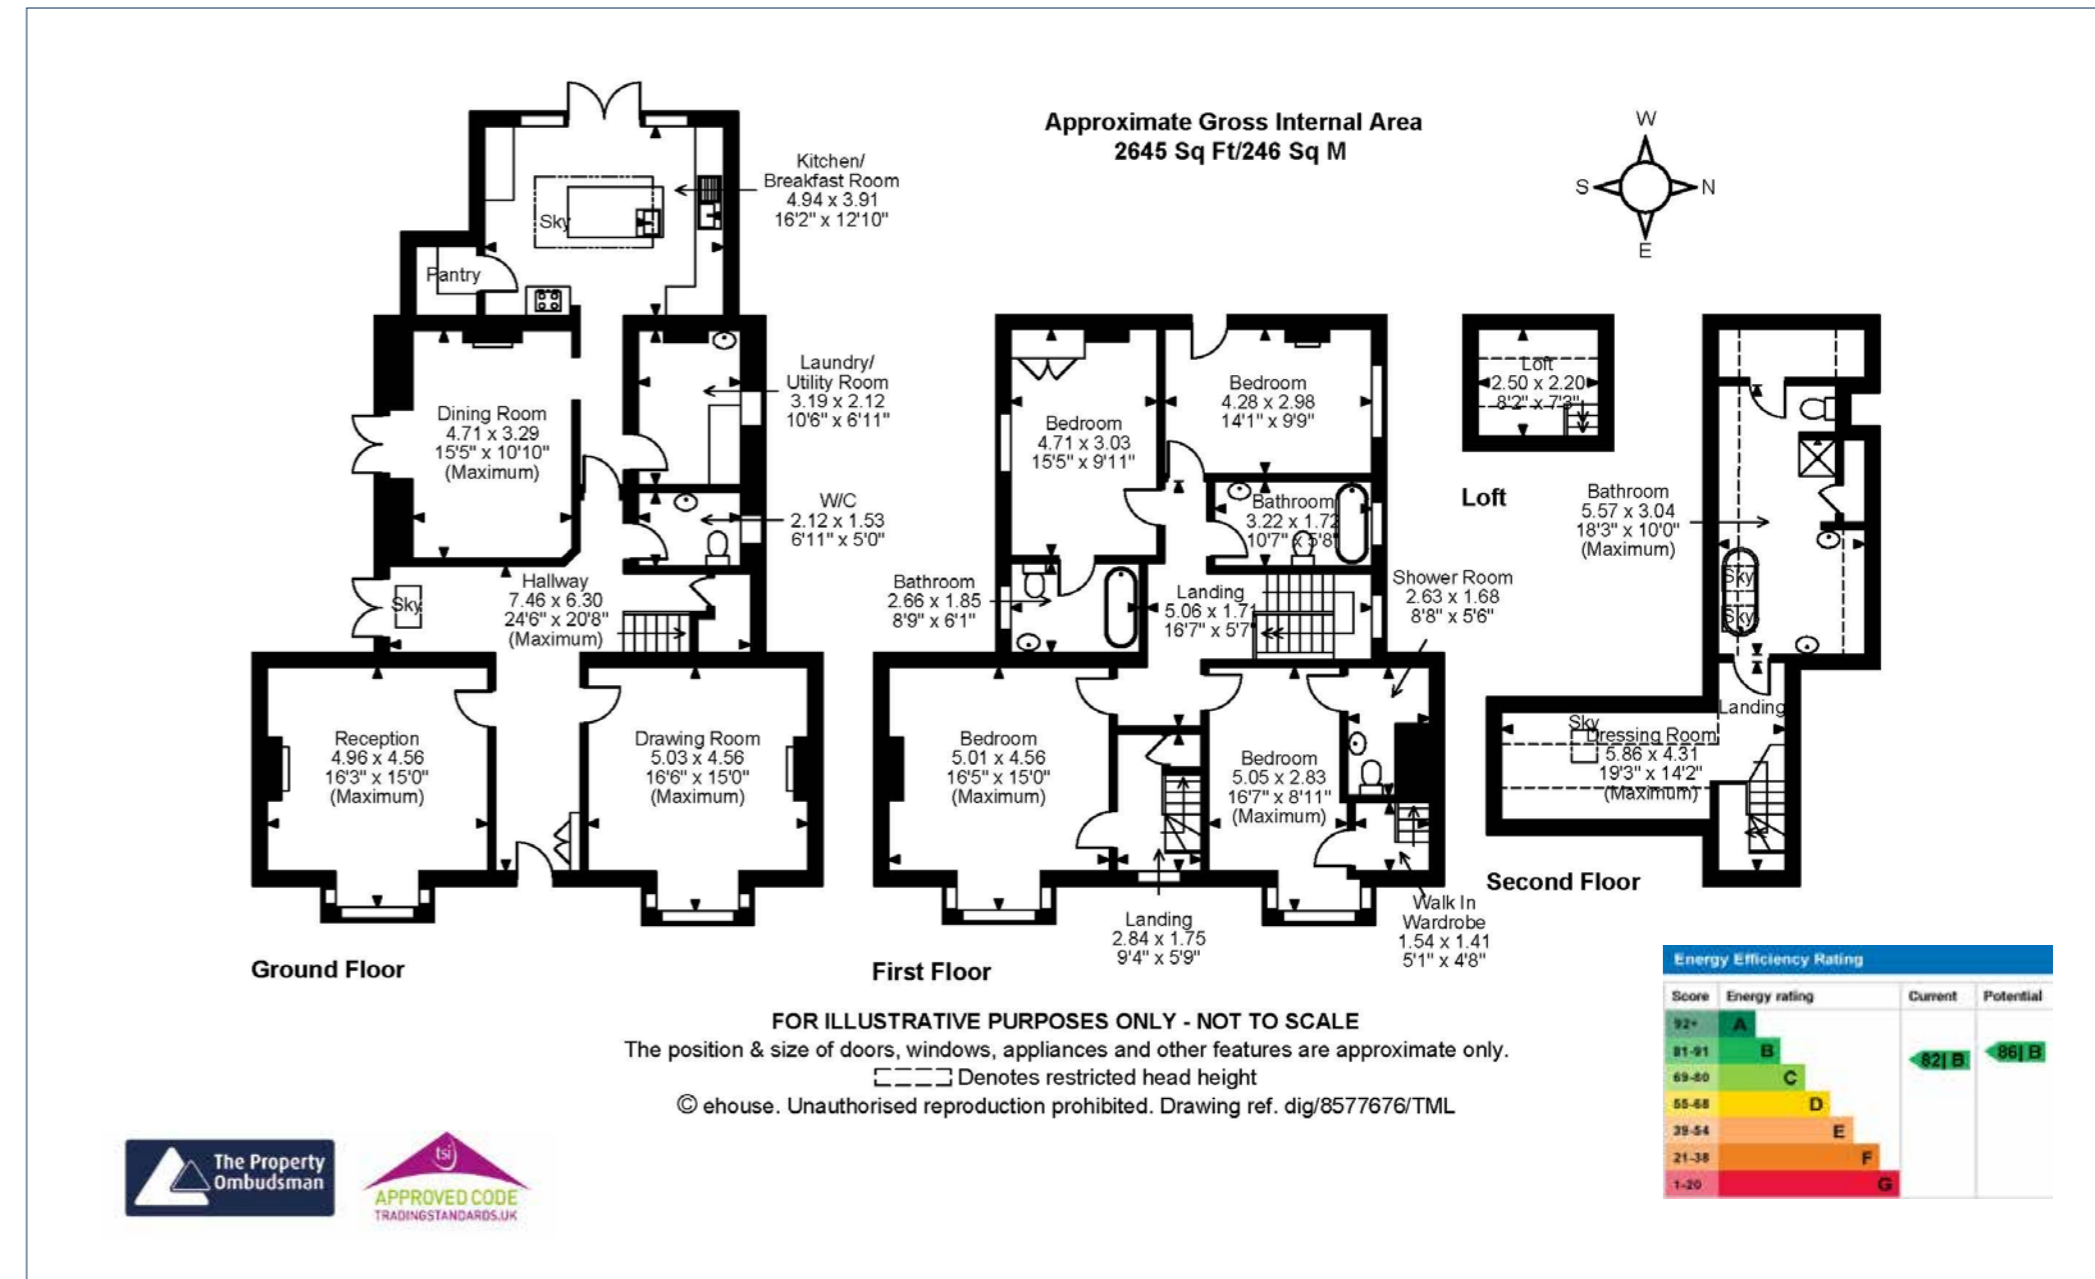 Approximate Gross Internal Area
2645 Sq Ft/246 Sq M
W
S
N
E
Kitchen/
Breakfast Room
4.94 x 3.91
16'2" x 12'10"
Sky
Pantry
Laundry/
Utility Room
3.19 x 2.12
10'6" x 6'11"
Dining Room
4.71 x 3.29
15'5" x 10'10"
(Maximum)
W/C
2.12 x 1.53
6'11" x 5'0"
Hallway
7.46 x 6.30
24'6" x 20'8"
(Maximum)
Sky
Reception
4.96 x 4.56
16'3" x 15'0"
(Maximum)
Drawing Room
5.03 x 4.56
16'6" x 15'0"
(Maximum)
Ground Floor
Bedroom
4.71 x 3.03
15'5" x 9'11"
Bedroom
4.28 x 2.98
14'1" x 9'9"
Bathroom
3.22 x 1.72
10'7" x 5'8"
Bathroom
2.66 x 1.85
8'9" x 6'1"
Landing
5.06 x 1.71
16'7" x 5'7"
Shower Room
2.63 x 1.68
8'8" x 5'6"
Bedroom
5.01 x 4.56
16'5" x 15'0"
(Maximum)
Bedroom
5.05 x 2.83
16'7" x 8'11"
(Maximum)
Landing
2.84 x 1.75
9'4" x 5'9"
Walk In
Wardrobe
1.54 x 1.41
5'1" x 4'8"
First Floor
Loft
2.50 x 2.20
8'2" x 7'3"
Loft
Bathroom
5.57 x 3.04
18'3" x 10'0"
(Maximum)
Sky
Sky
Landing
Sky
Dressing Room
5.86 x 4.31
19'3" x 14'2"
(Maximum)
Second Floor
FOR ILLUSTRATIVE PURPOSES ONLY - NOT TO SCALE
The position & size of doors, windows, appliances and other features are approximate only.
Denotes restricted head height
© ehouse. Unauthorised reproduction prohibited. Drawing ref. dig/8577676/TML
Energy Efficiency Rating
Score Energy rating Current Potential
92+ A
81-91 B 82| B 86| B
69-80 C
55-68 D
39-54 E
21-38 F
1-20 G
The Property
Ombudsman
tsi
APPROVED CODE
TRADINGSTANDARDS.UK